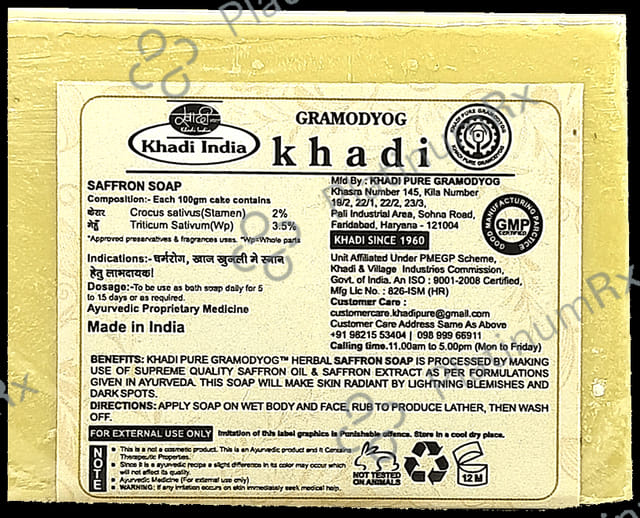 खादी
Khadi India
Khadi India
GRAMODYOG
khadi
KHADI PURE GRAMODYOG
KHADI PURE GRAMODYOG
SAFFRON SOAP
Composition:- Each 100gm cake contains
केसर Crocus sativus(Stamen) 2%
गेहूँ Triticum Sativum(Wp) 3.5%
*Approved preservatives & fragrances uses. *Wp=Whole parts
Indications:- चर्मरोग, खाज खुजली मे स्नान
हेतु लाभदायक।
Dosage:-To be use as bath soap daily for 5
to 15 days or as required.
Ayurvedic Proprietary Medicine
Made in India
Mfd By : KHADI PURE GRAMODYOG
Khasra Number 145, Kila Number
19/2, 22/1, 22/2, 23/3,
Pali Industrial Area, Sohna Road,
Faridabad, Haryana - 121004
KHADI SINCE 1960
GOOD MANUFACTURING PARCTICE
GMP
CERTIFIED
Unit Affiliated Under PMEGP Scheme,
Khadi & Village Industries Commission,
Govt. of India. An ISO : 9001-2008 Certified,
Mfg Lic No. : 826-ISM (HR)
Customer Care :
customercare.khadipure@gmail.com
Customer Care Address Same As Above
+91 98215 53404 | 098 999 66911
Calling time.11.00am to 5.00pm (Mon to Friday)
BENEFITS: KHADI PURE GRAMODYOG™ HERBAL SAFFRON SOAP IS PROCESSED BY MAKING
USE OF SUPREME QUALITY SAFFRON OIL & SAFFRON EXTRACT AS PER FORMULATIONS
GIVEN IN AYURVEDA. THIS SOAP WILL MAKE SKIN RADIANT BY LIGHTNING BLEMISHES AND
DARK SPOTS.
DIRECTIONS: APPLY SOAP ON WET BODY AND FACE, RUB TO PRODUCE LATHER, THEN WASH
OFF.
FOR EXTERNAL USE ONLY Imitation of this label graphics is Punishable offence. Store in a cool dry place.
NOTE
• This is a not a cosmetic product. This is an Ayurvedic product and it Contains
Therapeutic Properties.
• Since it is a ayurvedic recipe a slight difference in its color may occur which
will not affect its quality.
• Ayurvedic Medicine (For external use only)
• WARNING: If any irritation occurs on skin immediately seek medical help.
NOT TESTED
ON ANIMALS
12 M
PlatinumRx